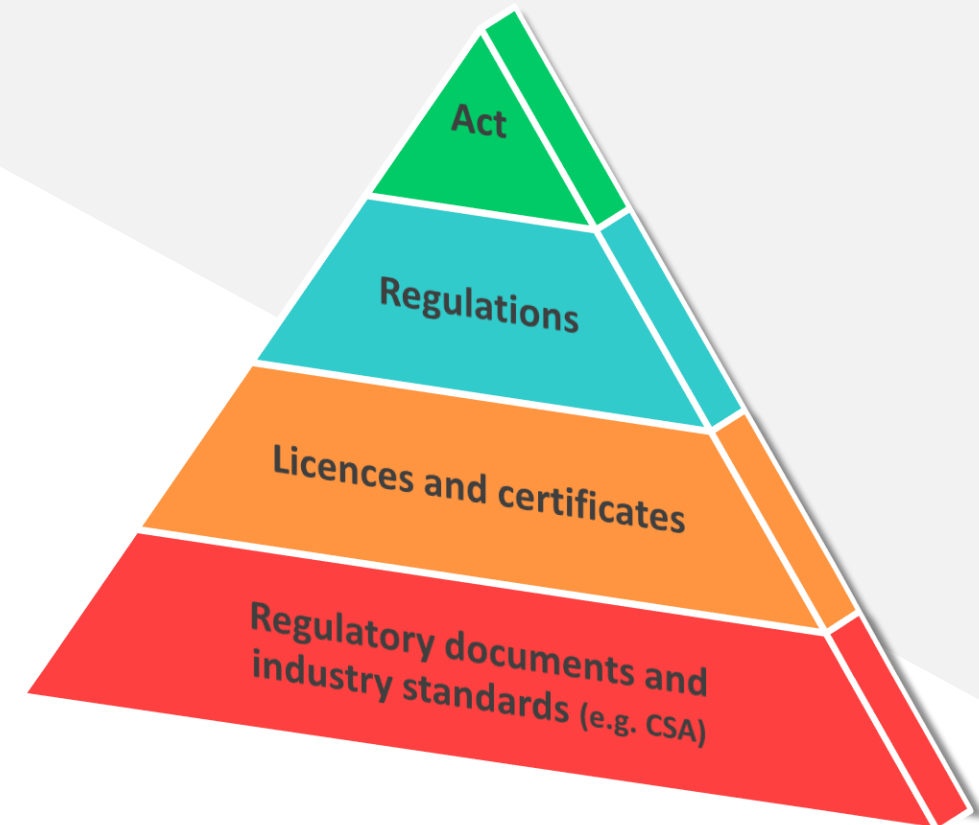 Act
Regulations
Licences and certificates
Regulatory documents and
industry standards (e.g. CSA)